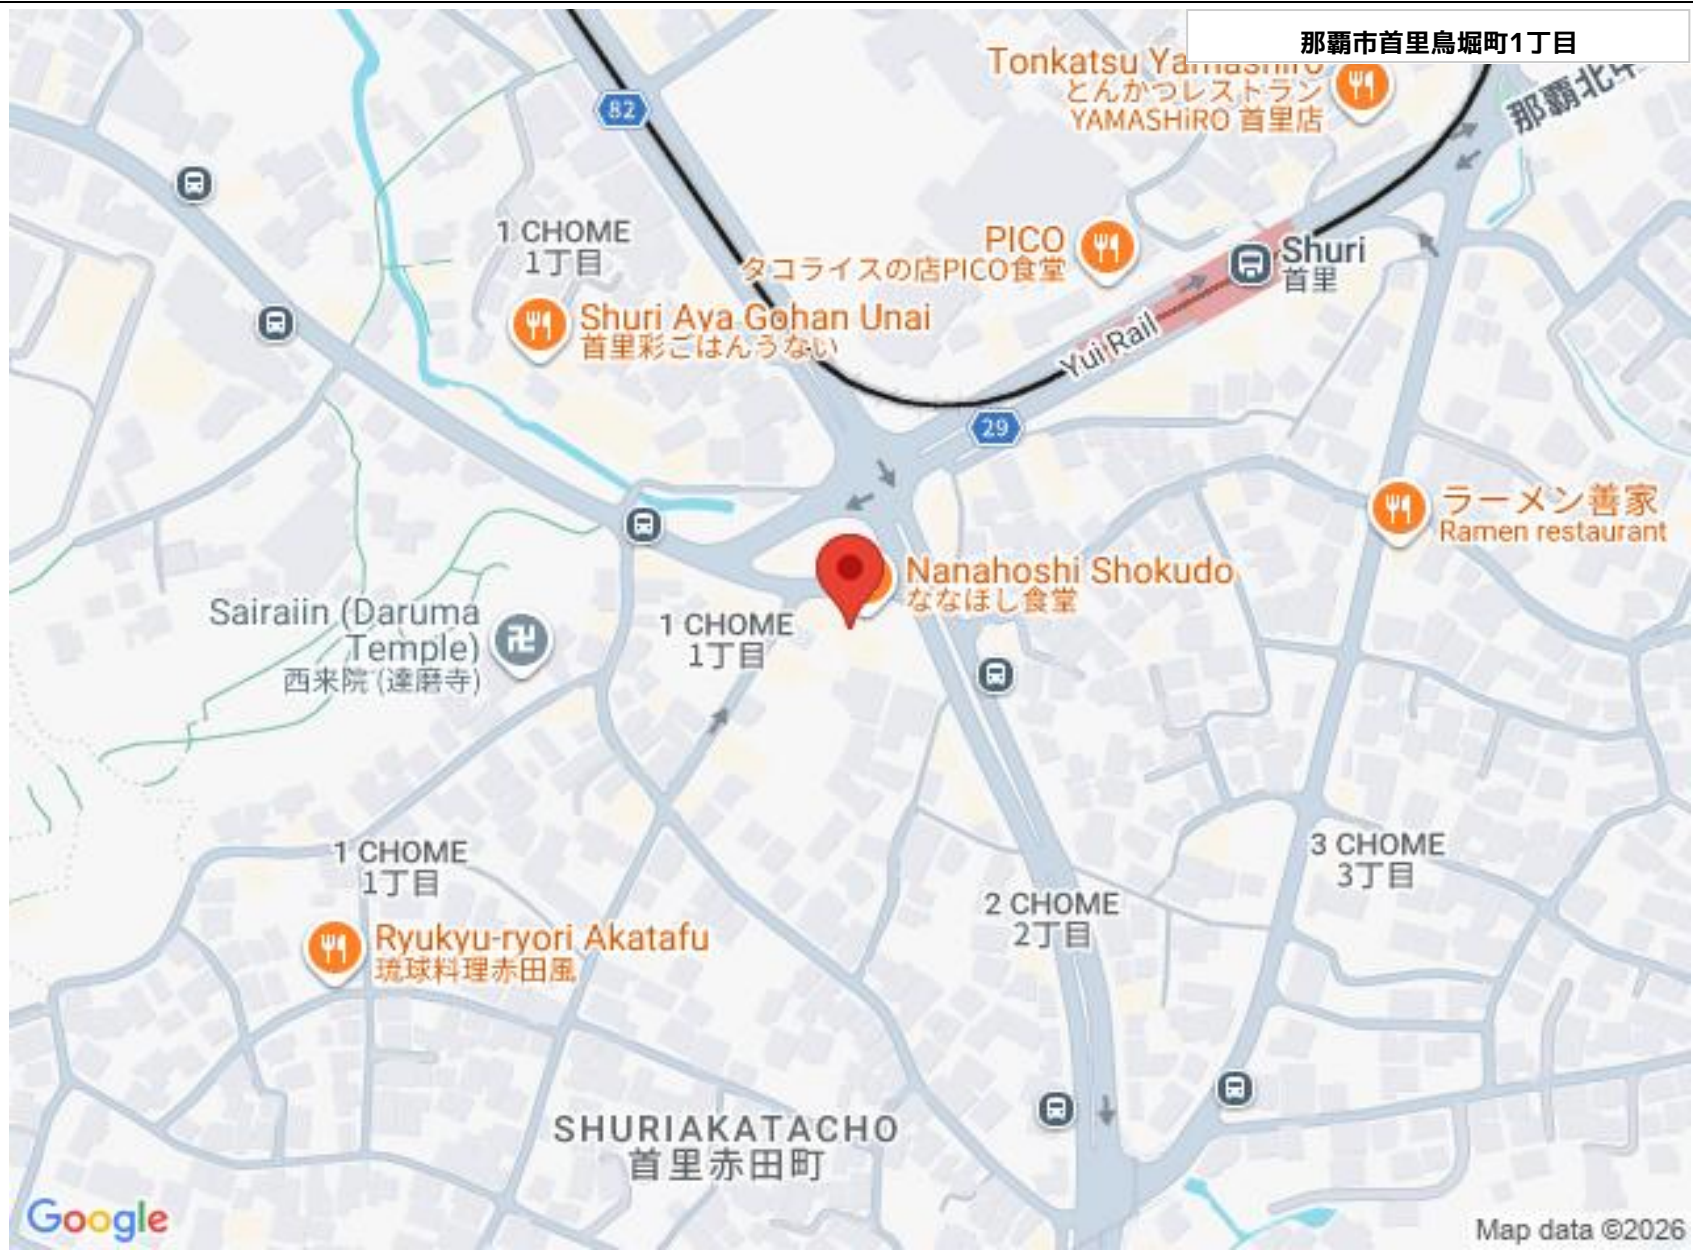 那覇市首里鳥堀町1丁目
Tonkatsu Yamashiro
とんかつレストラン
YAMASHiRO 首里店
那覇北中
82
1 CHOME
1丁目
PICO
タコライスの店PICO食堂
Shuri
首里
Shuri Aya Gohan Unai
首里彩ごはんうない
Yui Rail
29
ラーメン善家
Ramen restaurant
Nanahoshi Shokudo
ななほし食堂
Sairaiin (Daruma
Temple)
西来院 (達磨寺)
1 CHOME
1丁目
1 CHOME
1丁目
3 CHOME
3丁目
2 CHOME
2丁目
Ryukyu-ryori Akatafu
琉球料理赤田風
SHURIAKATACHO
首里赤田町
Google
Map data ©2026